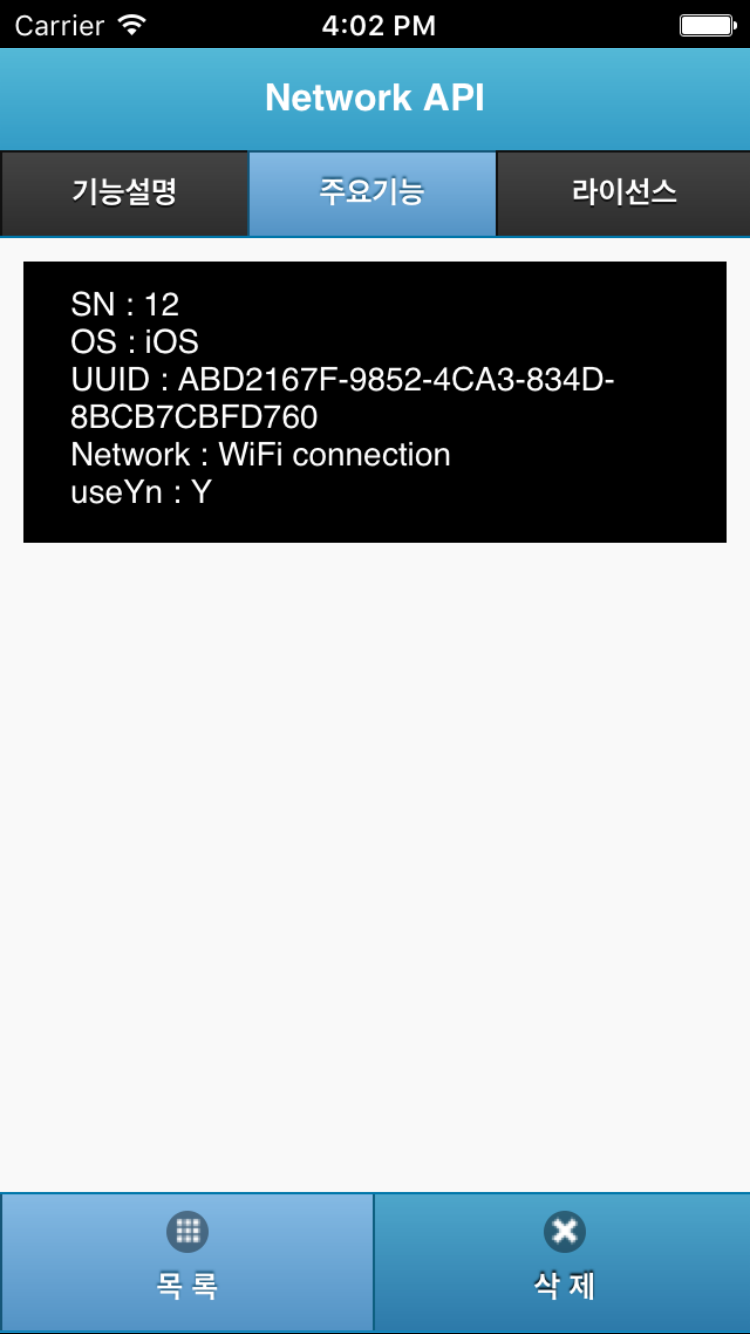 Carrier 4:02 PM
Network API
기능설명 주요기능 라이선스
SN : 12
OS : iOS
UUID : ABD2167F-9852-4CA3-834D-
8BCB7CBFD760
Network : WiFi connection
useYn : Y
목 록 삭 제